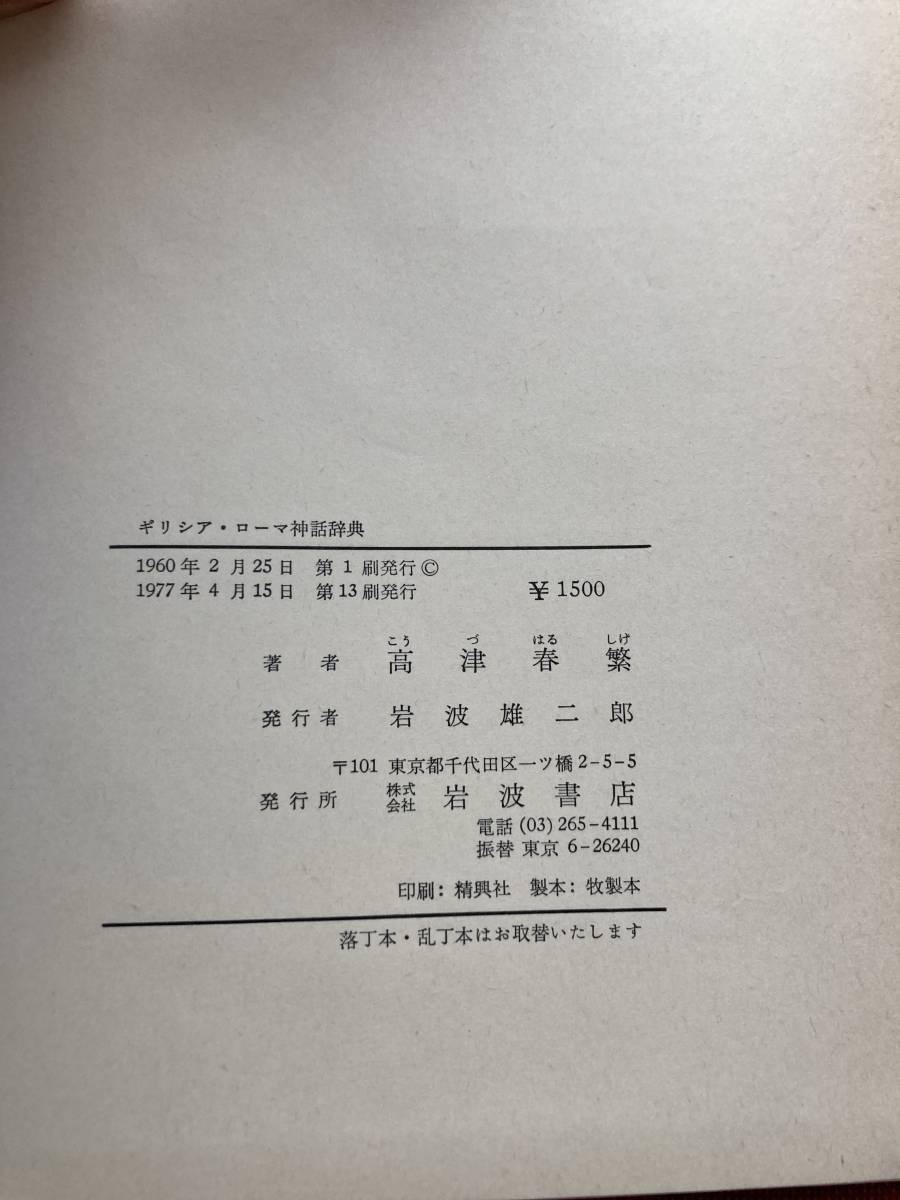 ギリシア・ローマ神話辞典
1960年2月25日 第1刷発行©
1977年4月15日 第13刷発行 ¥1500
こう づ はる しげ
著者 高津春繁
発行者 岩波雄二郎
〒101 東京都千代田区一ツ橋2-5-5
発行所 株式会社 岩波書店
電話 (03) 265-4111
振替 東京 6-26240
印刷: 精興社 製本: 牧製本
落丁本・乱丁本はお取替いたします